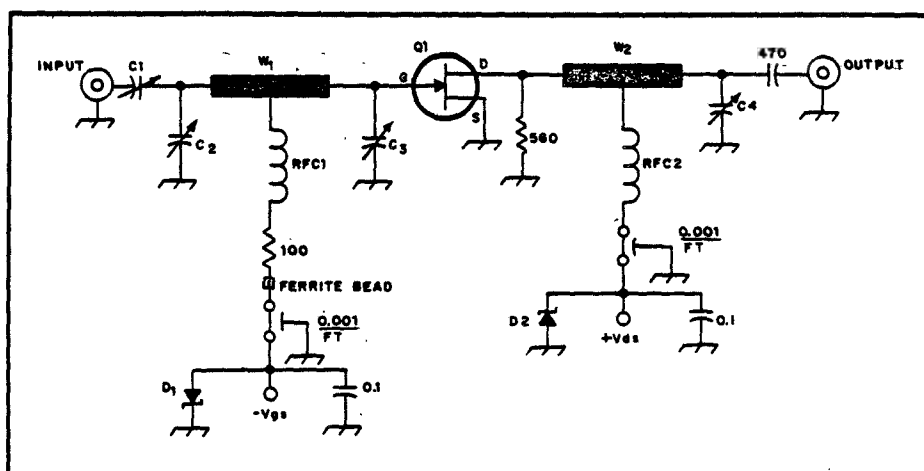 INPUT
C1
W1
Q1
G
D
S
W2
470
OUTPUT
C2
C3
560
C4
RFC1
RFC2
100
FERRITE BEAD
0.001
FT
0.001
FT
D1
-Vgs
0.1
D2
+Vds
0.1